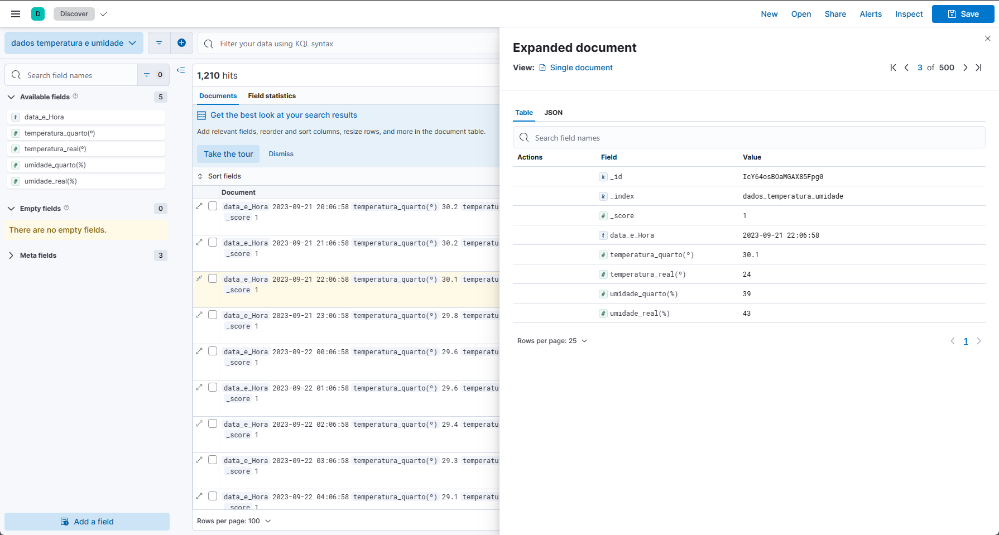 D Discover New Open Share Alerts Inspect Save
dados temperatura e umidade Filter your data using KQL syntax
Search field names 0
Available fields 5
t data_e_Hora
# temperatura_quarto(º)
# temperatura_real(º)
# umidade_quarto(%)
# umidade_real(%)
Empty fields 0
There are no empty fields.
Meta fields 3
Add a field
1,210 hits
Documents Field statistics
Get the best look at your search results
Add relevant fields, reorder and sort columns, resize rows, and more in the document table.
Take the tour Dismiss
Sort fields
Document
data_e_Hora 2023-09-21 20:06:58 temperatura_quarto(º) 30.2 temperatu
_score 1
data_e_Hora 2023-09-21 21:06:58 temperatura_quarto(º) 30.2 temperatu
_score 1
data_e_Hora 2023-09-21 22:06:58 temperatura_quarto(º) 30.1 temperatu
_score 1
data_e_Hora 2023-09-21 23:06:58 temperatura_quarto(º) 29.8 temperatu
_score 1
data_e_Hora 2023-09-22 00:06:58 temperatura_quarto(º) 29.6 temperatu
_score 1
data_e_Hora 2023-09-22 01:06:58 temperatura_quarto(º) 29.6 temperatu
_score 1
data_e_Hora 2023-09-22 02:06:58 temperatura_quarto(º) 29.4 temperatu
_score 1
data_e_Hora 2023-09-22 03:06:58 temperatura_quarto(º) 29.3 temperatu
_score 1
data_e_Hora 2023-09-22 04:06:58 temperatura_quarto(º) 29.1 temperatu
_score 1
Rows per page: 100
Expanded document
View: Single document 3 of 500
Table JSON
Search field names
Actions Field Value
k _id IcY64osBOaMGAX85Fpg0
k _index dados_temperatura_umidade
# _score 1
t data_e_Hora 2023-09-21 22:06:58
# temperatura_quarto(º) 30.1
# temperatura_real(º) 24
# umidade_quarto(%) 39
# umidade_real(%) 43
Rows per page: 25 1